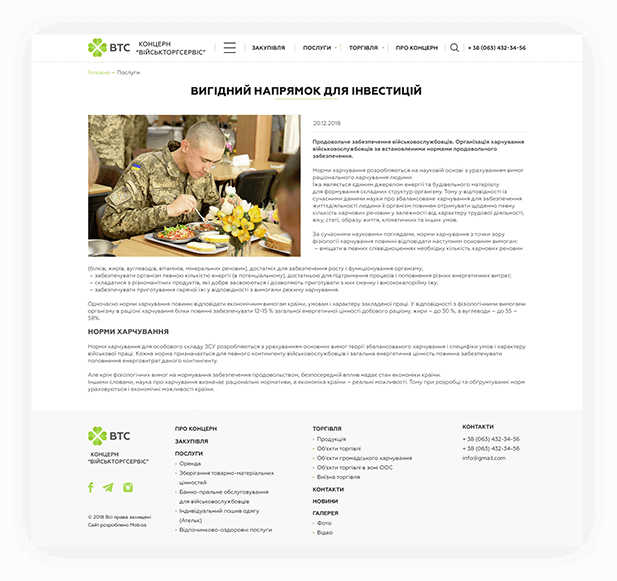 ВТС
КОНЦЕРН
"ВІЙСЬКТОРГСЕРВІС"
ЗАКУПІВЛЯ
ПОСЛУГИ
ТОРГІВЛЯ
ПРО КОНЦЕРН
+ 38 (063) 432-34-56
Головна — Послуги
ВИГІДНИЙ НАПРЯМОК ДЛЯ ІНВЕСТИЦІЙ
20.12.2018
Продовольче забезпечення військовослужбовців. Організація харчування
військовослужбовців за встановленими нормами продовольчого
забезпечення.
Норми харчування розробляються на науковій основі з урахуванням вимог
раціонального харчування людини.
Їжа являється єдиним джерелом енергії та будівельного матеріалу
для формування складних структур організму. Тому у відповідності із
сучасними даними науки про збалансоване харчування для забезпечення
життєдіяльності людини її організм повинен отримувати щоденно певну
кількість харчових речовин у залежності від характеру трудової діяльності,
віку, статі, образу життя, кліматичних та інших умов.
За сучасними науковими поглядами, норми харчування з точки зору
фізіології харчування повинні відповідати наступним основним вимогам:
– вміщати в певних співвідношеннях необхідну кількість харчових речовин
(білків, жирів, вуглеводів, вітамінів, мінеральних речовин), достатніх для забезпечення росту і функціонування організму;
– забезпечувати організм певною кількістю енергії (в потенціальному), достатньою для підтримки процесів і поповнення різних енергетичних витрат;
– складатися з різноманітних продуктів, які добре засвоюються і дозволяють приготувати з них смачну і висококалорійну їжу;
– забезпечувати приготування гарячої їжі у відповідності з вимогами режиму харчування.
Одночасно норми харчування повинні відповідати економічним вимогам країни, умовам і характеру закладеної праці. У відповідності з фізіологічними вимогами
організму в раціоні харчування білки повинні забезпечувати 12-15 % загальної енергетичної цінності добового раціону, жири – до 30 %, а вуглеводи – до 55 –
58%.
НОРМИ ХАРЧУВАННЯ
Норми харчування для особового складу ЗСУ розробляються з урахуванням основних вимог теорії збалансованого харчування і специфіки умов і характеру
військової праці. Кожна норма призначається для певного контингенту військовослужбовців і загальна енергетична цінність повинна забезпечувати
поповнення енерговитрат даного контингенту.
Але крім фізіологічних вимог на нормування забезпечення продовольством, безпосередній вплив надає стан економіки країни.
Іншими словами, наука про харчування визначає раціональні нормативи, а економіка країни – реальні можливості. Тому при розробці та обґрунтуванні норм
ураховуються і економічні можливості країни.
ВТС
КОНЦЕРН
"ВІЙСЬКТОРГСЕРВІС"
© 2018 Всі права захищені
Сайт розроблено Mobios
ПРО КОНЦЕРН
ЗАКУПІВЛЯ
ПОСЛУГИ
Оренда
Зберігання товарно-матеріальних
цінностей
Банно-пральне обслуговування
для військовослужбовців
Індивідуальний пошив одягу
(Ательє)
Відпочинково-оздоровчі послуги
ТОРГІВЛЯ
Продукція
Об'єкти торгівлі
Об'єкти громадського харчування
Об'єкти торгівлі в зоні ООС
Виїзна торгівля
КОНТАКТИ
НОВИНИ
ГАЛЕРЕЯ
Фото
Відео
КОНТАКТИ
+ 38 (063) 432-34-56
+ 38 (063) 432-34-56
info@gmail.com